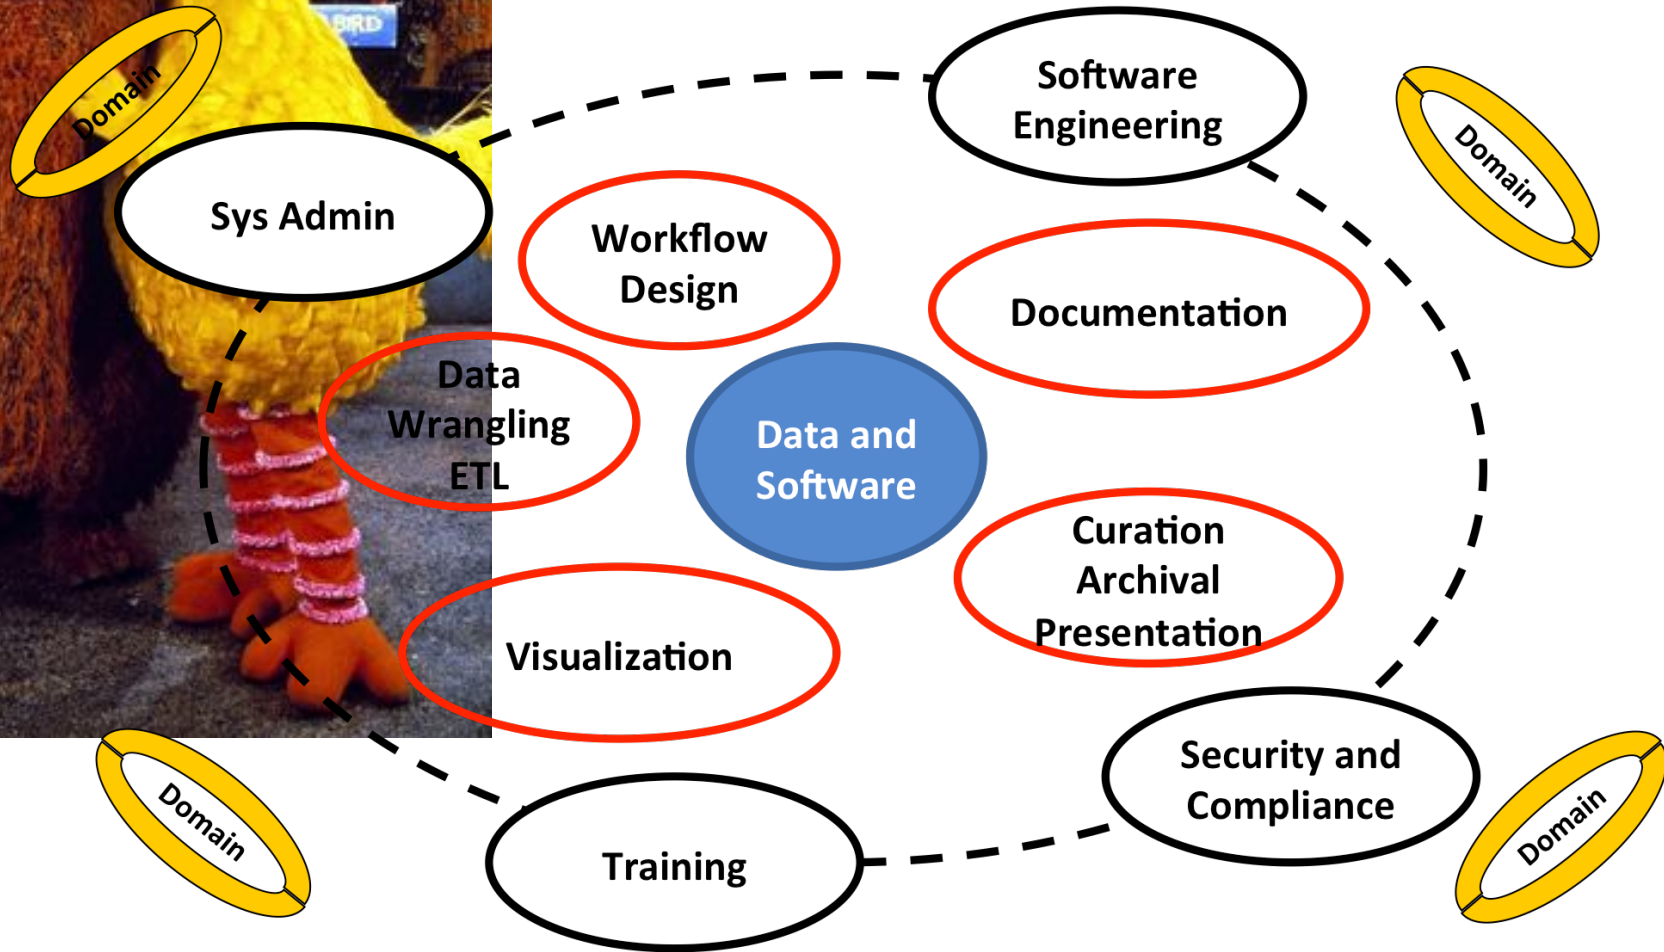 BIRD
Domain
Sys Admin
Software
Engineering
Domain
Workflow
Design
Documentation
Data
Wrangling
ETL
Data and
Software
Curation
Archival
Presentation
Visualization
Security and
Compliance
Training
Domain
Domain